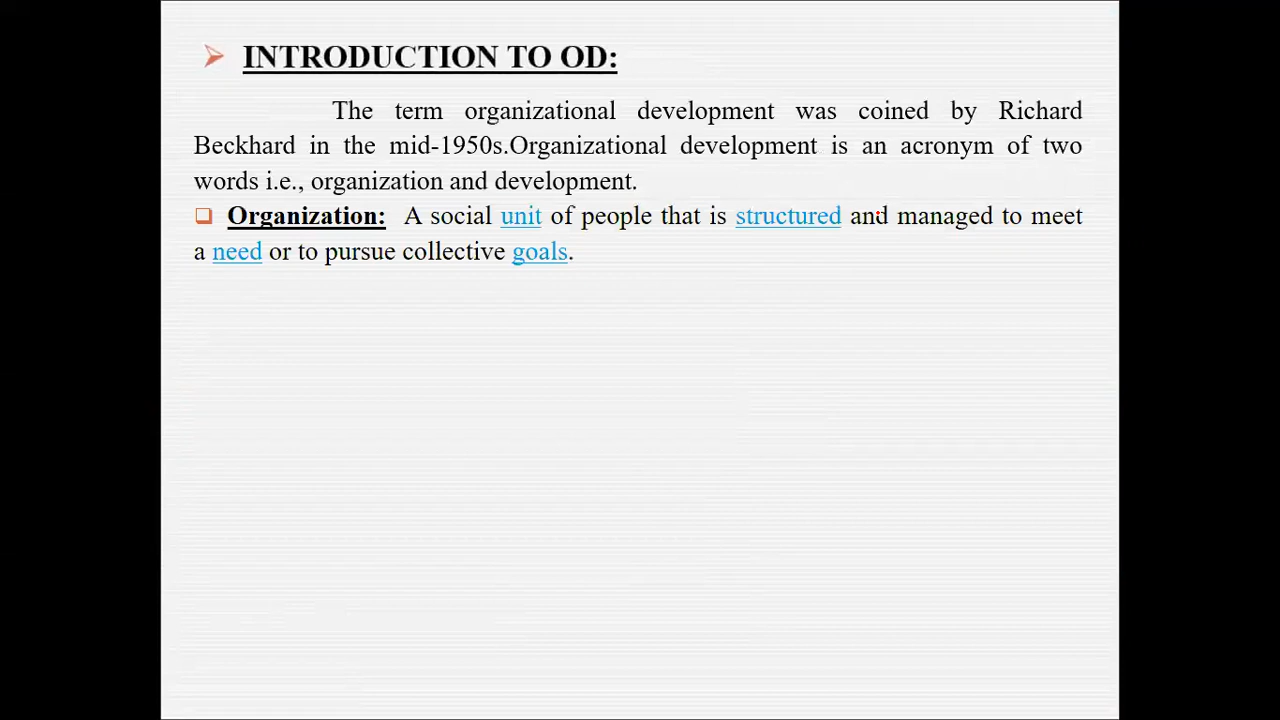 INTRODUCTION TO OD:
The term organizational development was coined by Richard
Beckhard in the mid-1950s.Organizational development is an acronym of two
words i.e., organization and development.
Organization: A social unit of people that is structured and managed to meet
a need or to pursue collective goals.